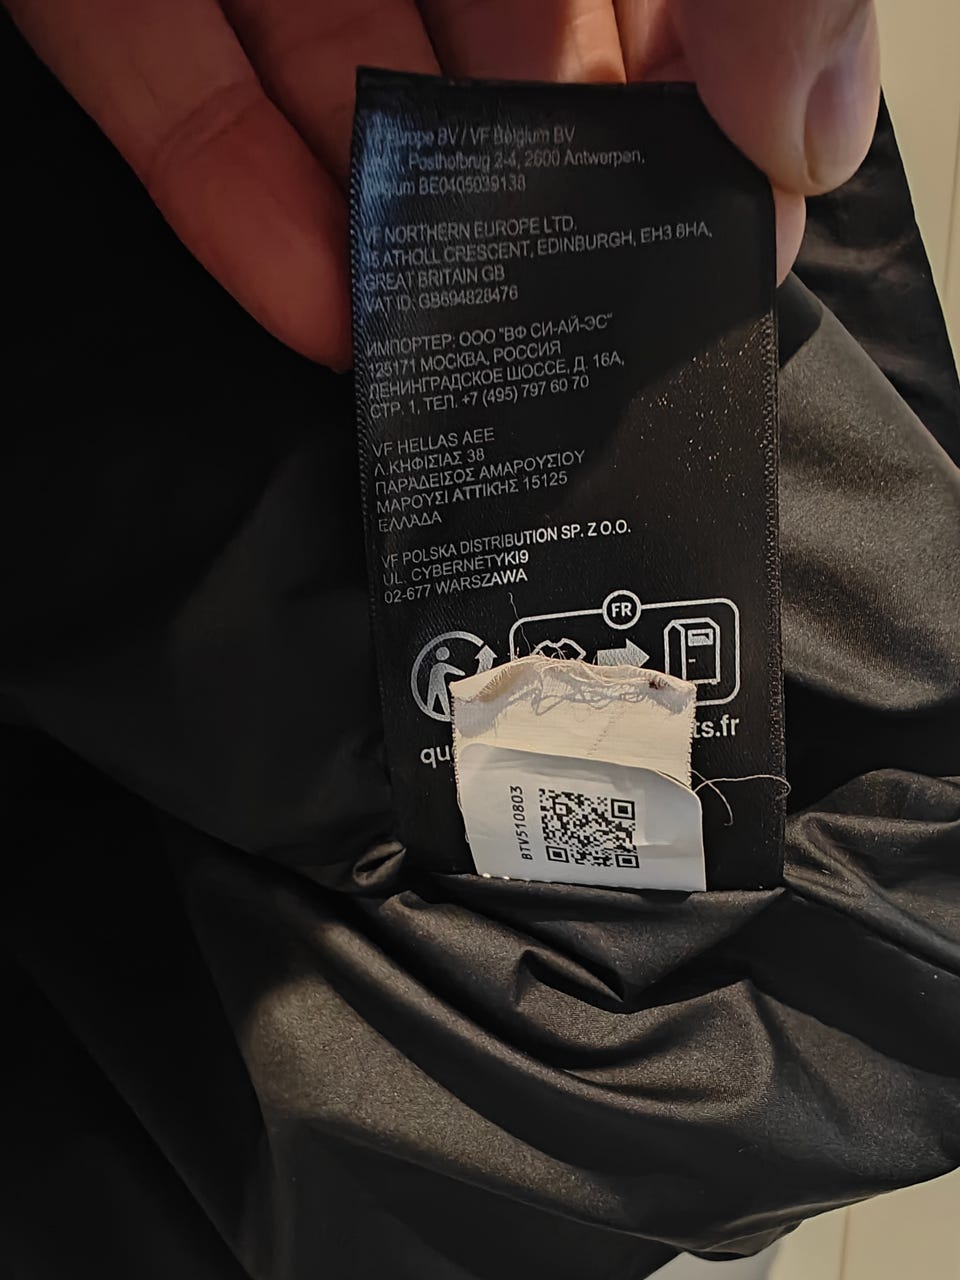 Europe BV / VF Belgium BV
Posthofbrug 2-4, 2600 Antwerpen,
BE0405039138
VF NORTHERN EUROPE LTD.
ATHOLL CRESCENT, EDINBURGH, EH3 8HA,
GREAT BRITAIN GB
VAT ID: GB694828476
ИМПОРТЕР: ООО "ВФ СИ-АЙ-ЭС"
125171 МОСКВА, РОССИЯ
ЛЕНИНГРАДСКОЕ ШОССЕ, Д. 16А,
СТР. 1, ТЕЛ. +7 (495) 797 60 70
VF HELLAS AEE
Λ.ΚΗΦΙΣΙΑΣ 38
ΠΑΡΑΔΕΙΣΟΣ ΑΜΑΡΟΥΣΙΟΥ
ΜΑΡΟΥΣΙ ΑΤΤΙΚΗΣ 15125
ΕΛΛΑΔΑ
VF POLSKA DISTRIBUTION SP. Z O.O.
UL. CYBERNETYKI9
02-677 WARSZAWA
FR
qu ts.fr
BTV510803